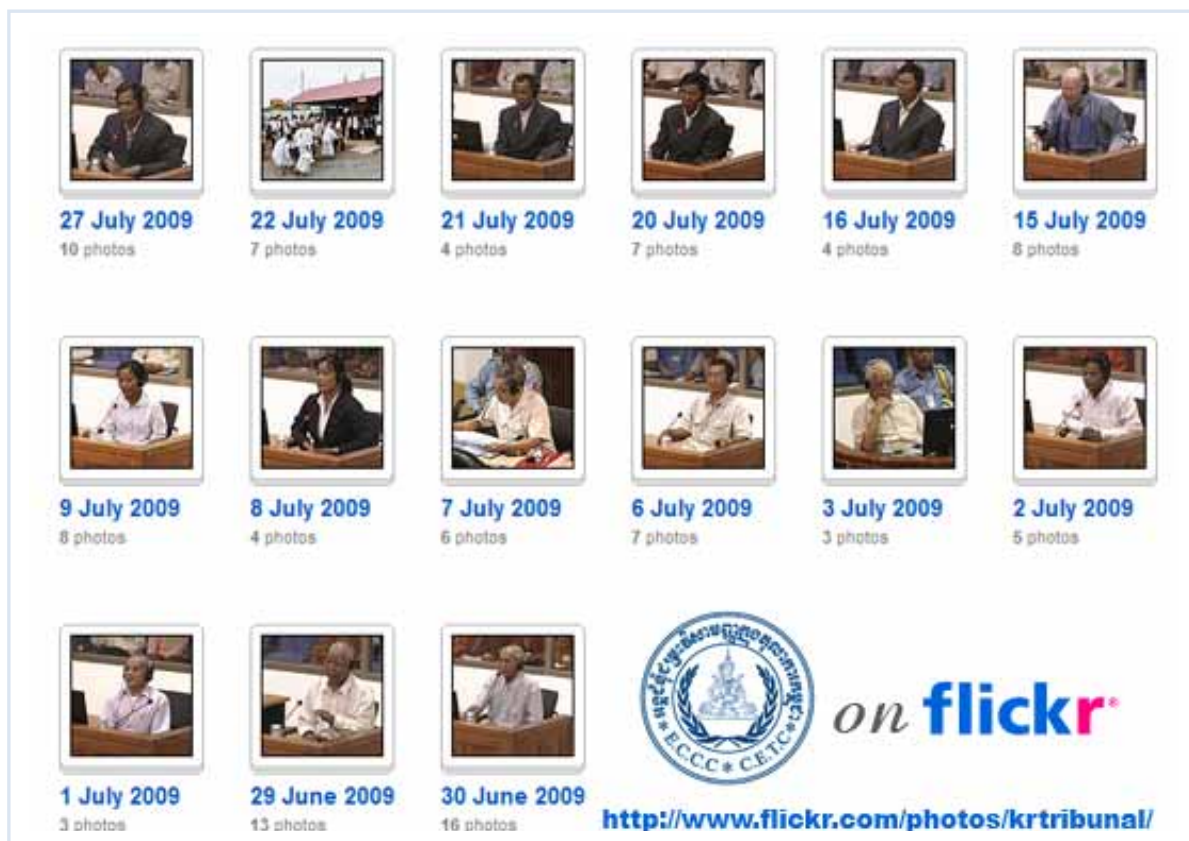 27 July 2009
10 photos
22 July 2009
7 photos
21 July 2009
4 photos
20 July 2009
7 photos
16 July 2009
4 photos
15 July 2009
8 photos
9 July 2009
8 photos
8 July 2009
4 photos
7 July 2009
6 photos
6 July 2009
7 photos
3 July 2009
3 photos
2 July 2009
5 photos
1 July 2009
3 photos
29 June 2009
13 photos
30 June 2009
16 photos
* E.C.C.C * C.E.T.C *
on flickr®
http://www.flickr.com/photos/krtribunal/